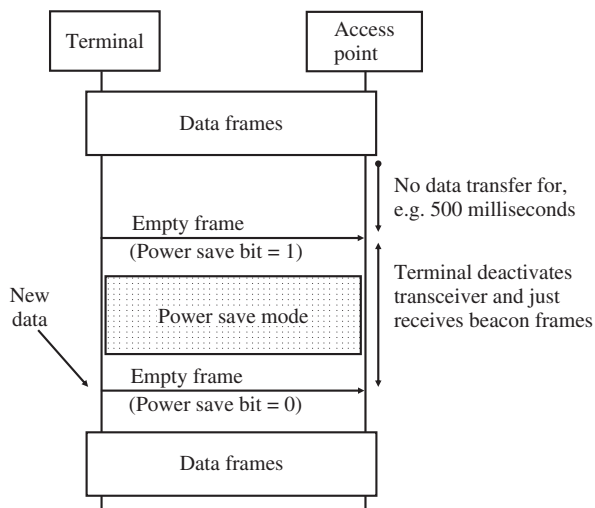 Terminal
Access
point
Data frames
No data transfer for,
e.g. 500 milliseconds
Empty frame
(Power save bit = 1)
Terminal deactivates
transceiver and just
receives beacon frames
Power save mode
New
data
Empty frame
(Power save bit = 0)
Data frames